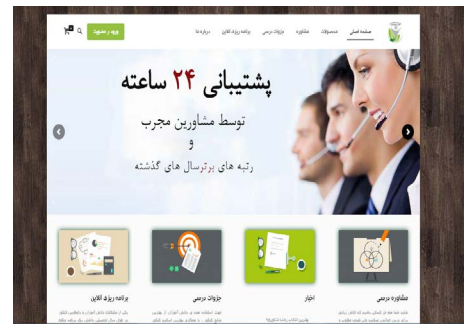 صفحه اصلی محصولات مشاوره جزوات درسی برنامه ریزی آنلاین درباره ما
ورود و عضویت
پشتیبانی ۲۴ ساعته
توسط مشاورین مجرب
و
رتبه های برترسال های گذشته
مشاوره درسی
اخبار
جزوات درسی
برنامه ریزی آنلاین